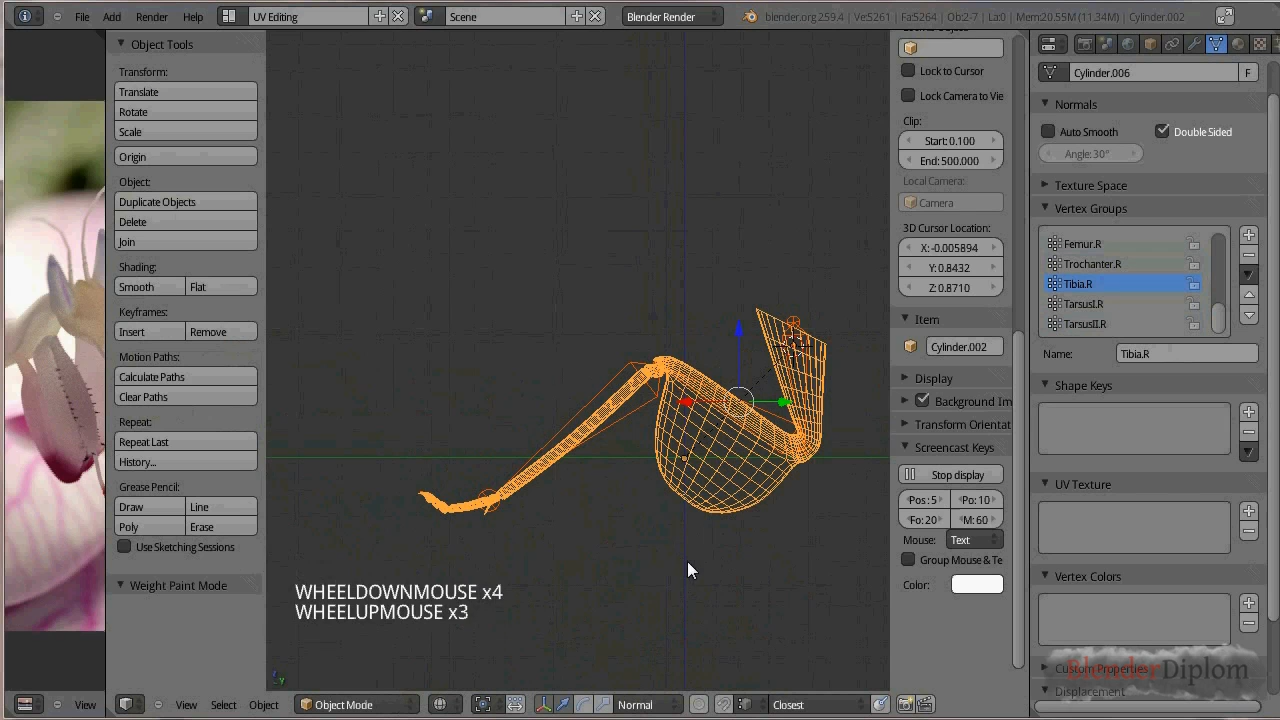 File Add Render Help UV Editing Scene Blender Render blender.org 259.4 | Ve:5261 | Fa:5264 | Ob:2-7 | La:0 | Mem:20.55M (11.34M) | Cylinder.002
Object Tools
Transform:
Translate
Rotate
Scale
Origin
Object:
Duplicate Objects
Delete
Join
Shading:
Smooth Flat
Keyframes:
Insert Remove
Motion Paths:
Calculate Paths
Clear Paths
Repeat:
Repeat Last
History...
Grease Pencil:
Draw Line
Poly Erase
Use Sketching Sessions
Weight Paint Mode
WHEELDOWNMOUSE x4
WHEELUPMOUSE x3
y
Lock to Cursor
Lock Camera to Vie
Clip:
Start: 0.100
End: 500.000
Local Camera:
Camera
3D Cursor Location:
X: -0.005894
Y: 0.8432
Z: 0.8710
Item
Cylinder.002
Display
Background Im
Transform Orientat
Screencast Keys
Stop display
Pos: 5 Po: 10
Fo: 20 M: 60
Mouse: Text
Group Mouse & Te
Color:
Cylinder.006 F
Normals
Auto Smooth Double Sided
Angle: 30°
Texture Space
Vertex Groups
Femur.R
Trochanter.R
Tibia.R
TarsusI.R
TarsusII.R
Name: Tibia.R
Shape Keys
UV Texture
Vertex Colors
Custom Properties
BlenderDiplom
Displacement
View View Select Object Object Mode Normal Closest